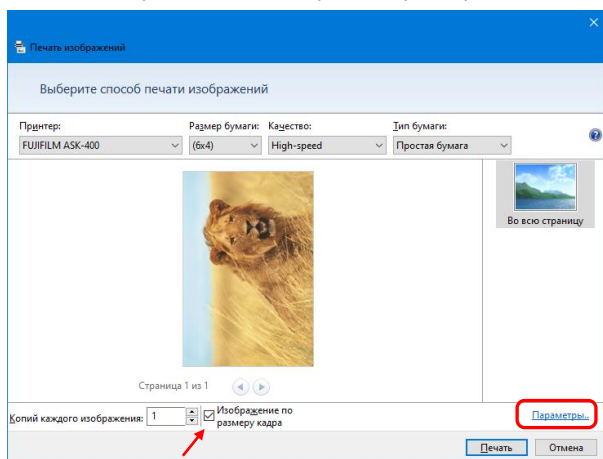 Печать изображений
Выберите способ печати изображений
Принтер: Размер бумаги: Качество: Тип бумаги:
FUJIFILM ASK-400 (6x4) High-speed Простая бумага
Во всю страницу
Страница 1 из 1
Копий каждого изображения: 1 Изображение по
размеру кадра
Параметры..
Печать Отмена